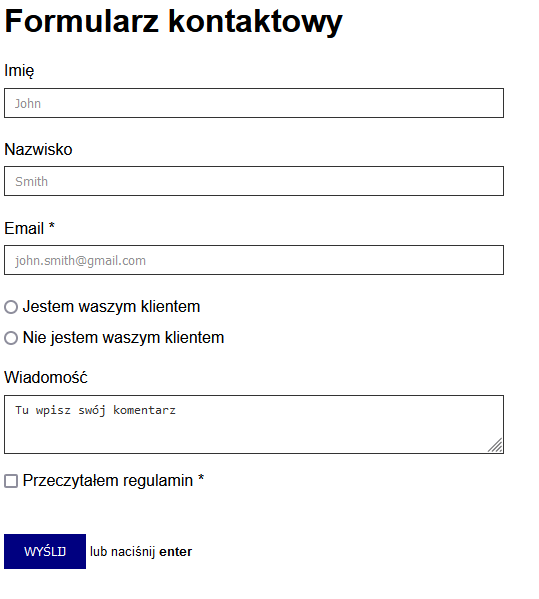 Formularz kontaktowy
Imię
John
Nazwisko
Smith
Email *
john.smith@gmail.com
Jestem waszym klientem
Nie jestem waszym klientem
Wiadomość
Tu wpisz swój komentarz
Przeczytałem regulamin *
WYŚLIJ lub naciśnij enter